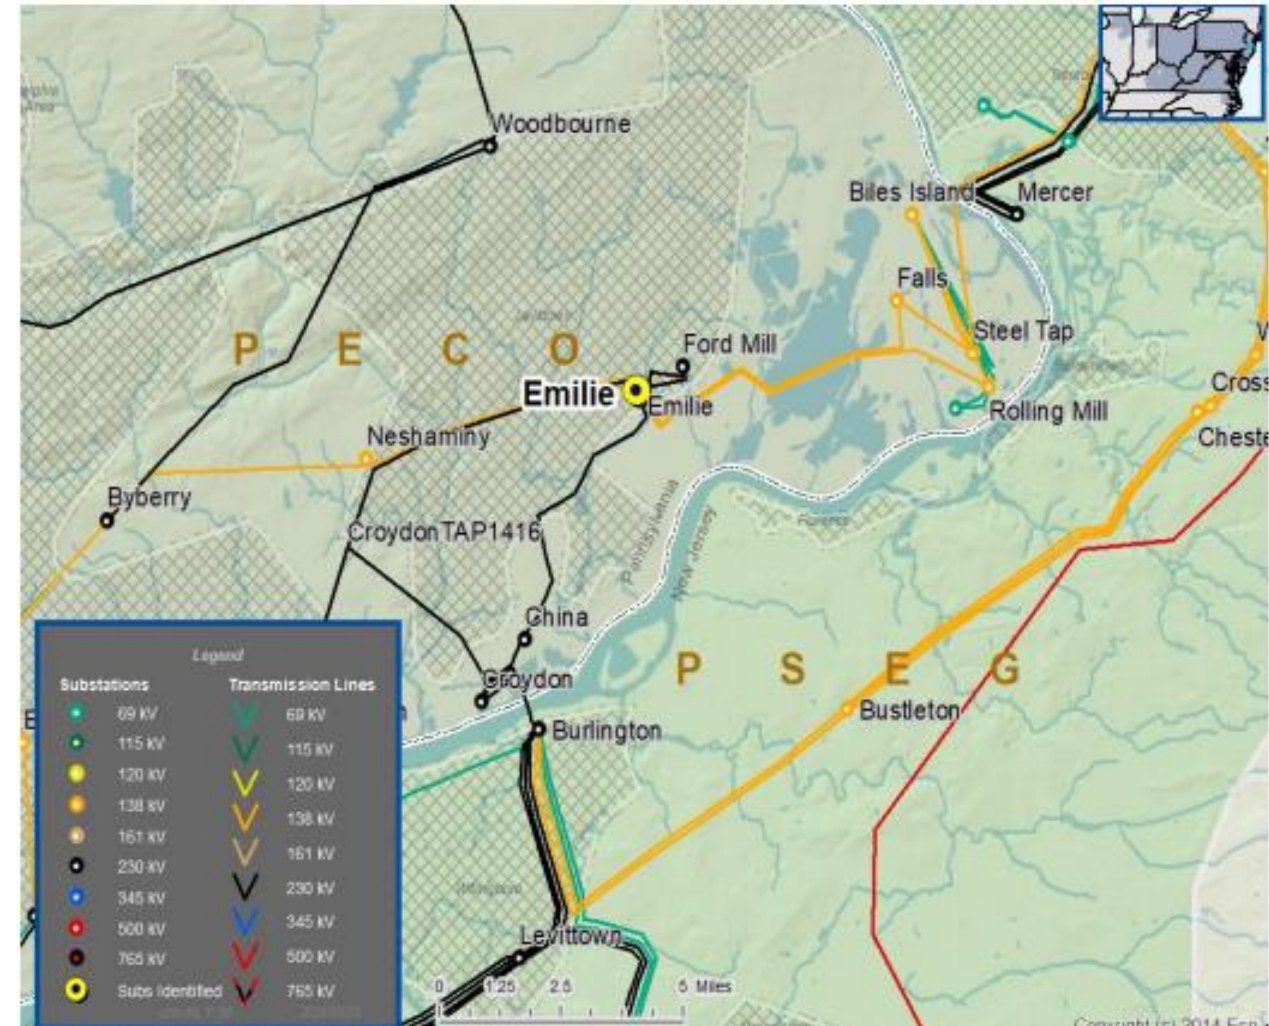 Area
Woodbourne
Biles Island
Mercer
Falls
P E C O
Ford Mill
Steel Tap
Emilie
Emilie
Rolling Mill
Cross
Neshaminy
Cheste
Byberry
CroydonTAP1416
Pennsylvania
New Jersey
Florence
China
P S E G
Croydon
Bustleton
Burlington
Levittown
Legend
Substations Transmission Lines
69 kV 69 kV
115 kV 115 kV
120 kV 120 kV
138 kV 138 kV
161 kV 161 kV
230 kV 230 kV
345 kV 345 kV
500 kV 500 kV
765 kV 765 kV
Subs Identified
0 1.25 2.5 5 Miles
Copyright (c) 2014 Esri